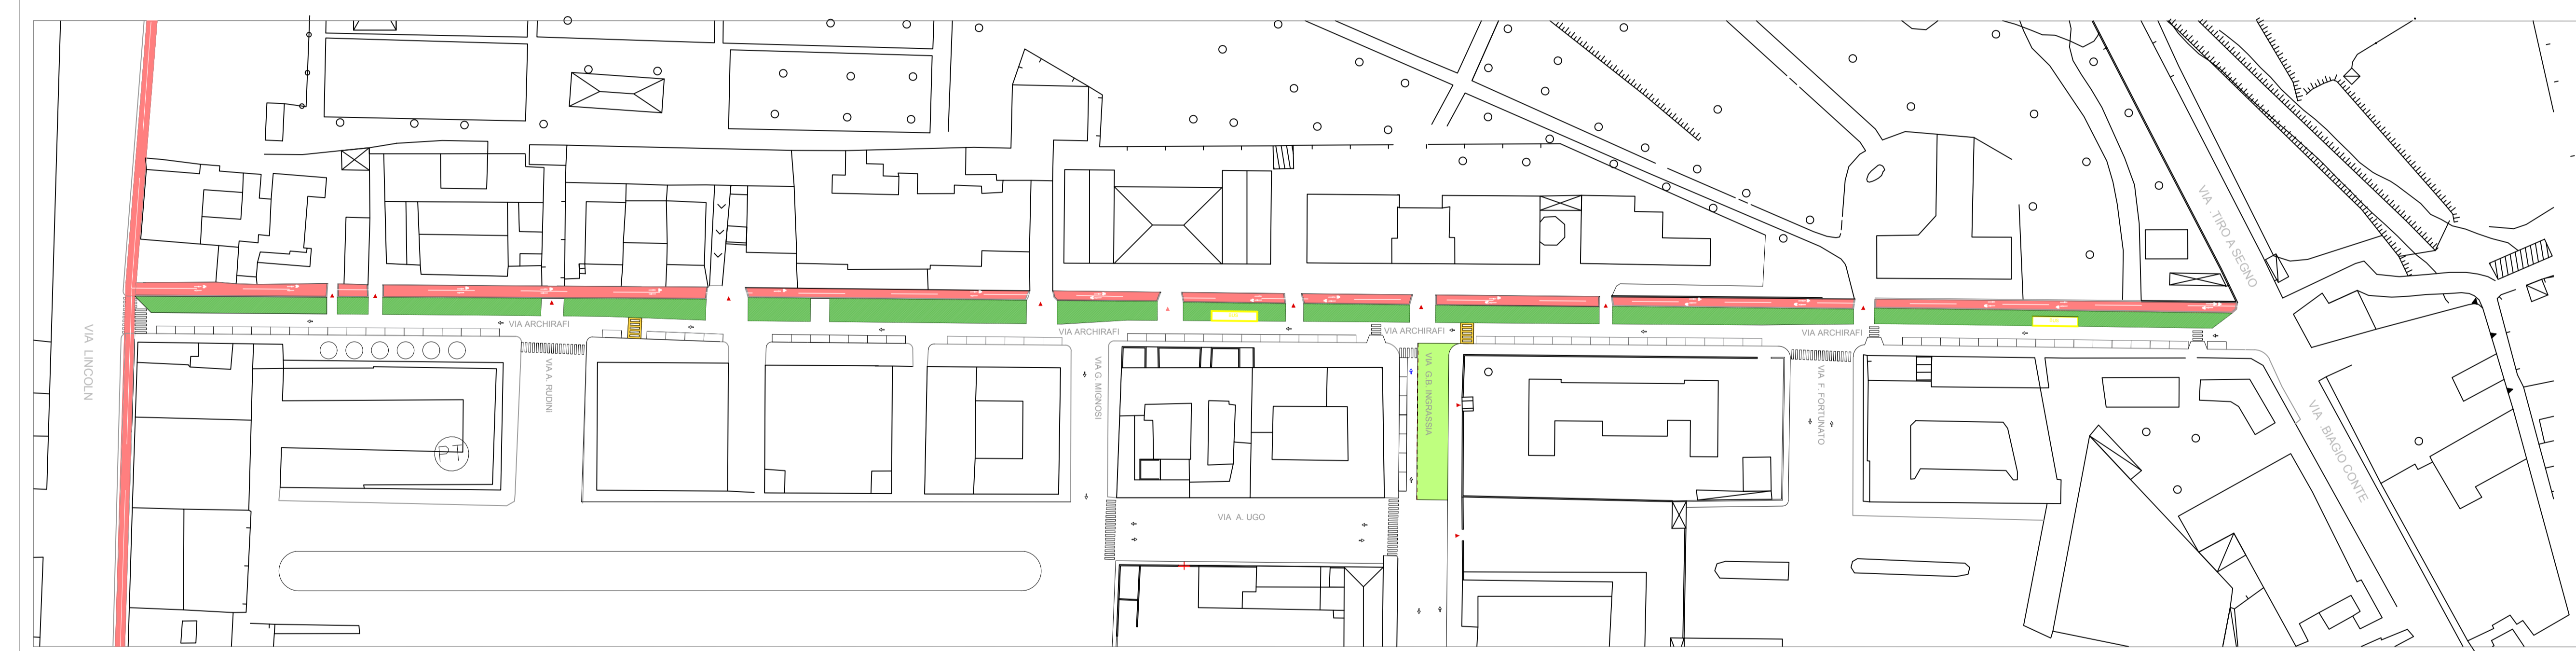 VIA .TIRO A SEGNO
VIA ARCHIRAFI
VIA ARCHIRAFI
VIA ARCHIRAFI
VIA ARCHIRAFI
VIA LINCOLN
VIA A. RUDINI
VIA G. MIGNOSI
VIA G.B. INGRASSIA
VIA F. FORTUNATO
VIA .BIAGIO CONTE
PT
VIA A. UGO